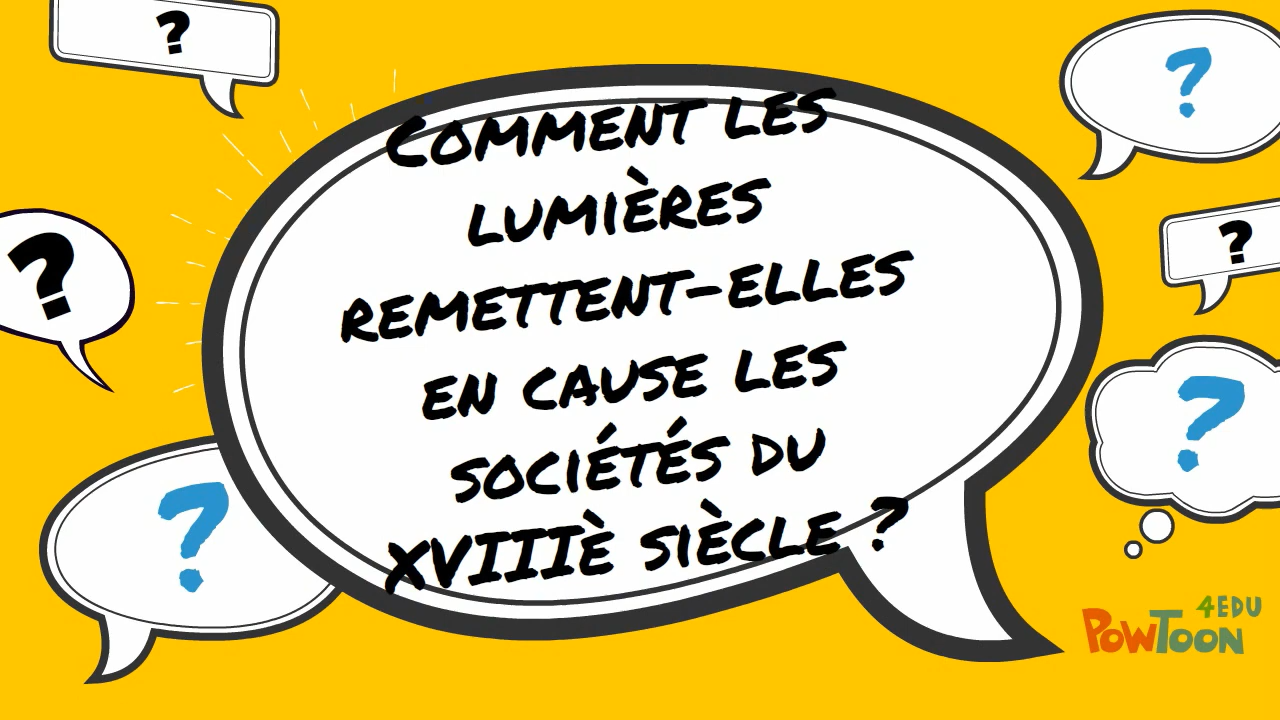 ?
?
Comment les
lumières
remettent-elles
en cause les
sociétés du
XVIIIè siècle ?
?
?
?
?
4EDU
PowToon